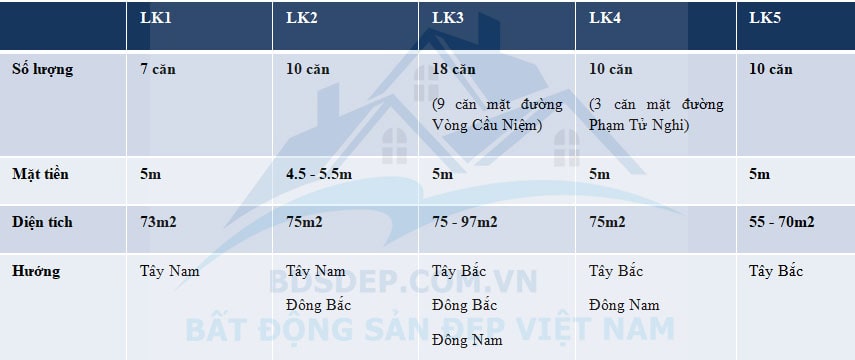 LK1 LK2 LK3 LK4 LK5
Số lượng 7 căn 10 căn 18 căn 10 căn 10 căn
(9 căn mặt đường (3 căn mặt đường
Vòng Cầu Niệm) Phạm Tử Nghi)
Mặt tiền 5m 4.5 - 5.5m 5m 5m 5m
Diện tích 73m2 75m2 75 - 97m2 75m2 55 - 70m2
Hướng Tây Nam Tây Nam Tây Bắc Tây Bắc Tây Bắc
BDSDEP.COM.VN
Đông Bắc Đông Bắc Đông Nam
BẤT ĐỘNG SẢN ĐẸP VIỆT NAM
Đông Nam